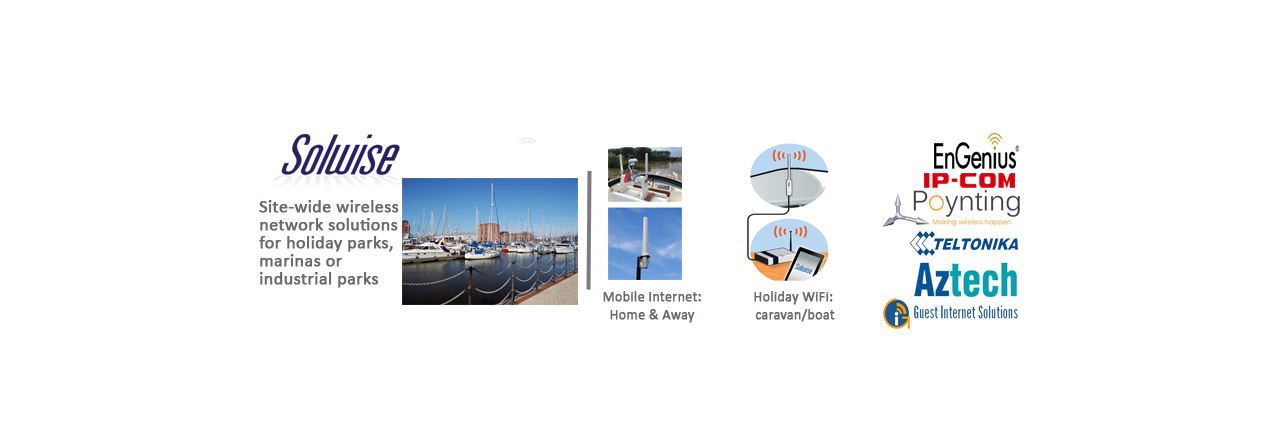 Solwise
Site-wide wireless
network solutions
for holiday parks,
marinas or
industrial parks
Mobile Internet:
Home & Away
Solwise
Holiday WiFi:
caravan/boat
EnGenius®
IP-COM
Poynting
Making wireless happen
TELTONIKA
Aztech
Guest Internet Solutions